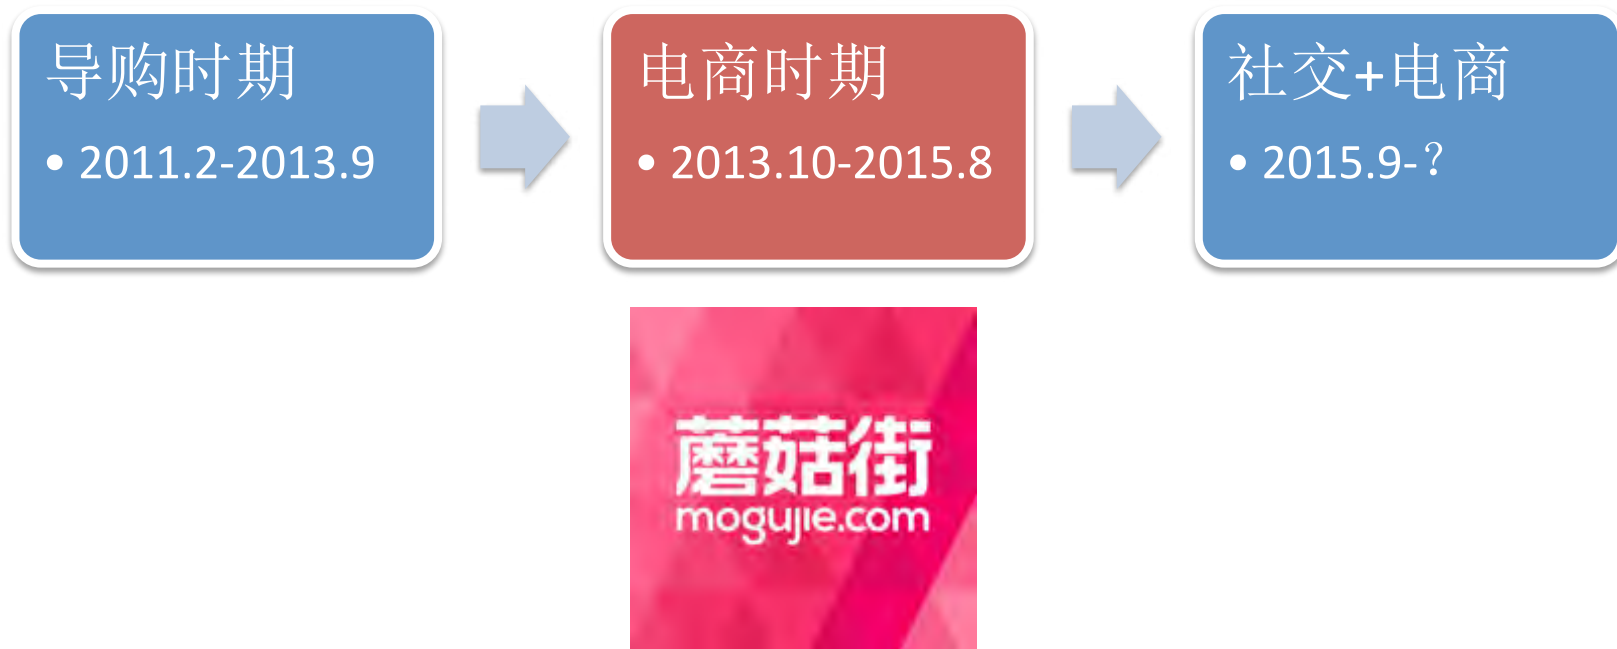 导购时期
• 2011.2-2013.9
电商时期
• 2013.10-2015.8
社交+电商
• 2015.9-？
蘑菇街
mogujie.com